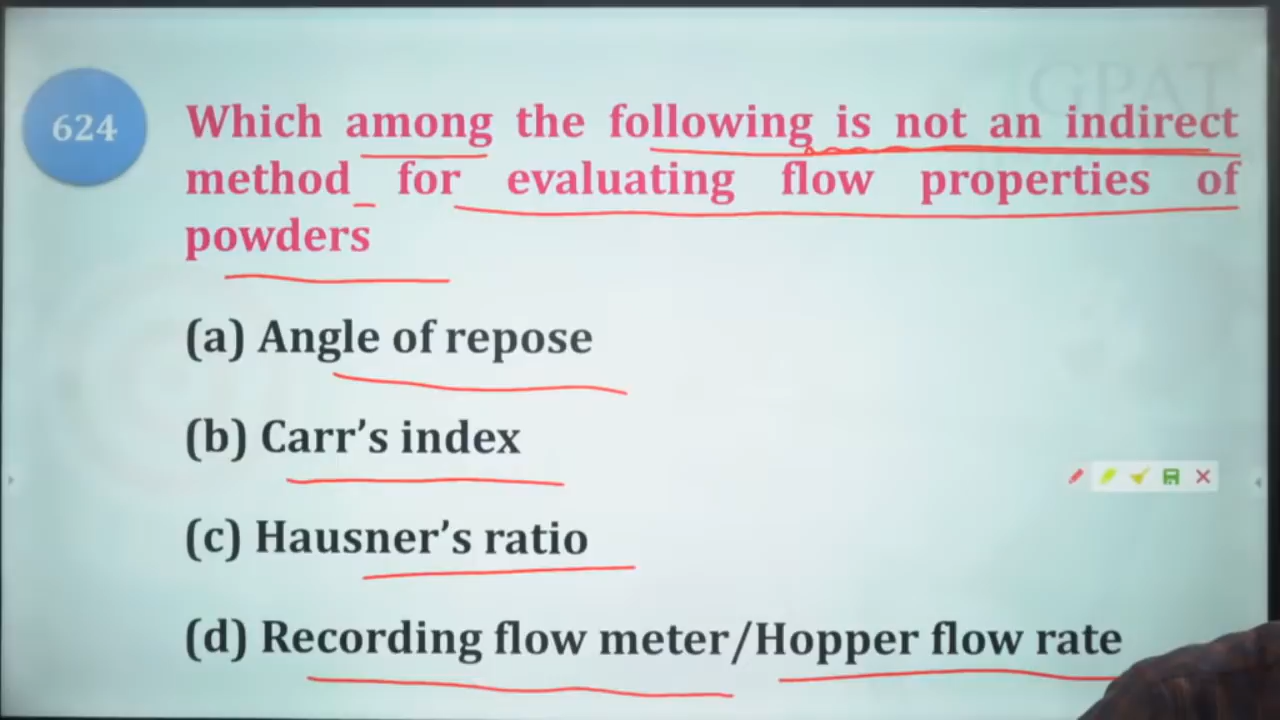 GPAT
624
Which among the following is not an indirect
method for evaluating flow properties of
powders
(a) Angle of repose
(b) Carr’s index
(c) Hausner’s ratio
(d) Recording flow meter/Hopper flow rate